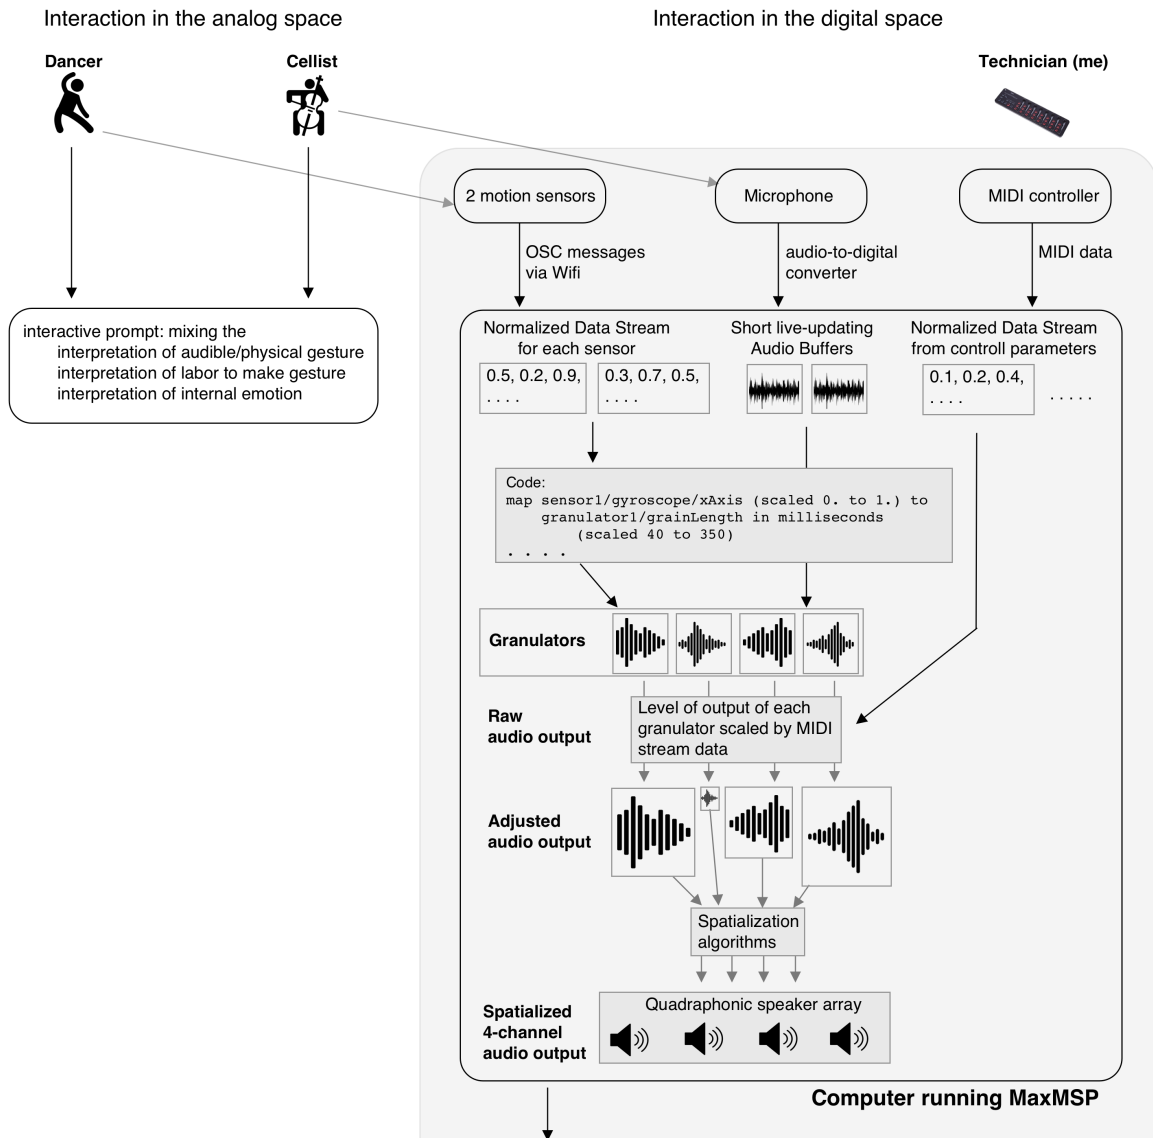 Interaction in the analog space
Interaction in the digital space
Dancer
Cellist
Technician (me)
2 motion sensors
Microphone
MIDI controller
OSC messages
via Wifi
audio-to-digital
converter
MIDI data
interactive prompt: mixing the
interpretation of audible/physical gesture
interpretation of labor to make gesture
interpretation of internal emotion
Normalized Data Stream
for each sensor
Short live-updating
Audio Buffers
Normalized Data Stream
from controll parameters
0.5, 0.2, 0.9,
. . . .
0.3, 0.7, 0.5,
. . . .
0.1, 0.2, 0.4,
. . . .
. . . . .
Code:
map sensor1/gyroscope/xAxis (scaled 0. to 1.) to
granulator1/grainLength in milliseconds
(scaled 40 to 350)
. . . .
Granulators
Raw
audio output
Level of output of each
granulator scaled by MIDI
stream data
Adjusted
audio output
Spatialization
algorithms
Spatialized
4-channel
audio output
Quadraphonic speaker array
Computer running MaxMSP